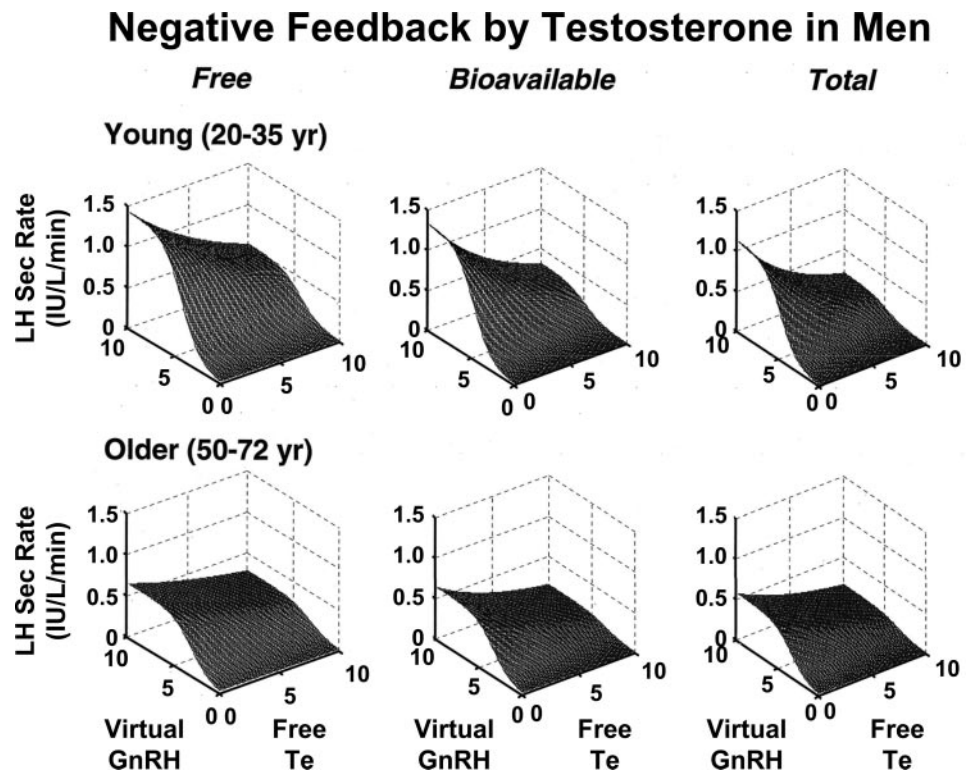 Negative Feedback by Testosterone in Men
Free Bioavailable Total
Young (20-35 yr)
LH Sec Rate
(IU/L/min)
1.5 1.5 1.5
1.0 1.0 1.0
0.5 0.5 0.5
0 0 0
10 10 10 10 10 10
5 5 5 5 5 5
0 0 0 0 0 0
Older (50-72 yr)
LH Sec Rate
(IU/L/min)
1.5 1.5 1.5
1.0 1.0 1.0
0.5 0.5 0.5
0 0 0
10 10 10 10 10 10
5 5 5 5 5 5
0 0 0 0 0 0
Virtual Free Virtual Free Virtual Free
GnRH Te GnRH Te GnRH Te